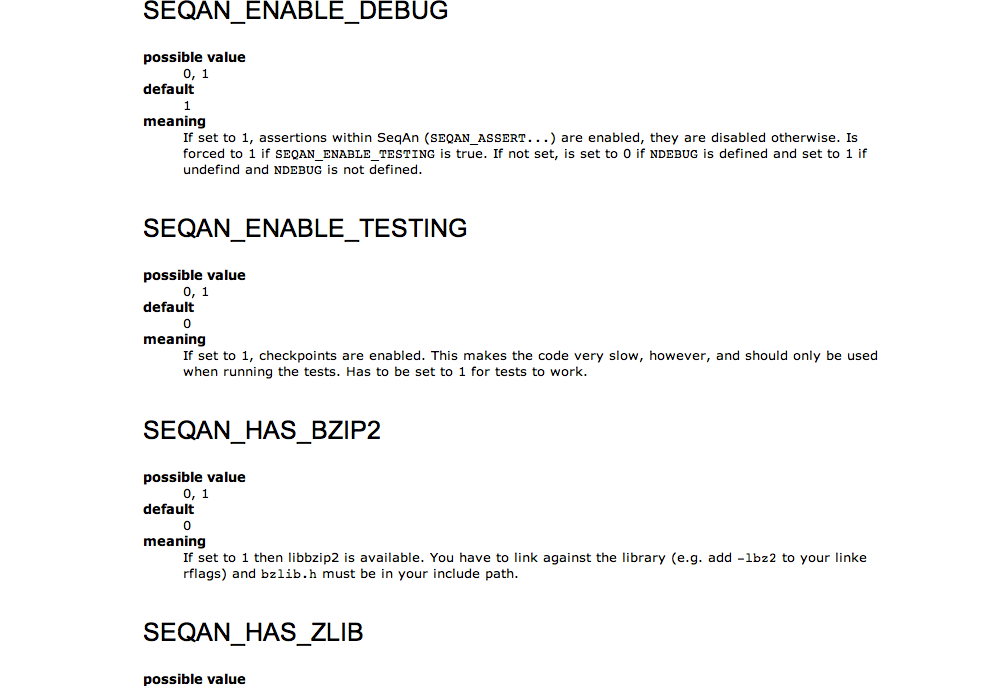 SEQAN_ENABLE_DEBUG
possible value
0, 1
default
1
meaning
If set to 1, assertions within SeqAn (SEQAN_ASSERT...) are enabled, they are disabled otherwise. Is
forced to 1 if SEQAN_ENABLE_TESTING is true. If not set, is set to 0 if NDEBUG is defined and set to 1 if
undefind and NDEBUG is not defined.
SEQAN_ENABLE_TESTING
possible value
0, 1
default
0
meaning
If set to 1, checkpoints are enabled. This makes the code very slow, however, and should only be used
when running the tests. Has to be set to 1 for tests to work.
SEQAN_HAS_BZIP2
possible value
0, 1
default
0
meaning
If set to 1 then libbzip2 is available. You have to link against the library (e.g. add -lbz2 to your linke
rflags) and bzlib.h must be in your include path.
SEQAN_HAS_ZLIB
possible value